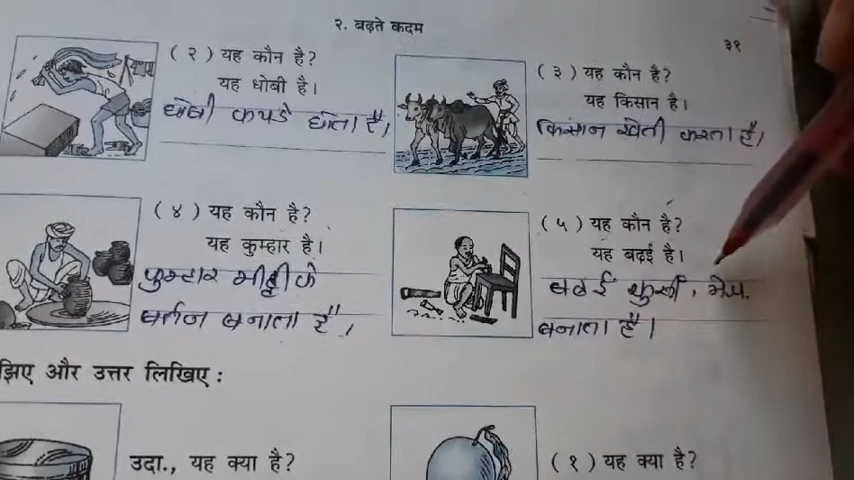 २. बढ़ते कदम
३१
( २ ) यह कौन है?
यह धोबी है।
धोबी कपडे धोता है।
( ३ ) यह कौन है?
यह किसान है।
किसान खेती करता है।
( ४ ) यह कौन है?
यह कुम्हार है।
कुम्हार मीट्टी के
बर्तन बनाता है।
( ५ ) यह कौन है?
यह बढ़ई है।
बढई कुर्सी, मेज.
बनाता है।
झिए और उत्तर लिखिए :
उदा., यह क्या है?
( १ ) यह क्या है?